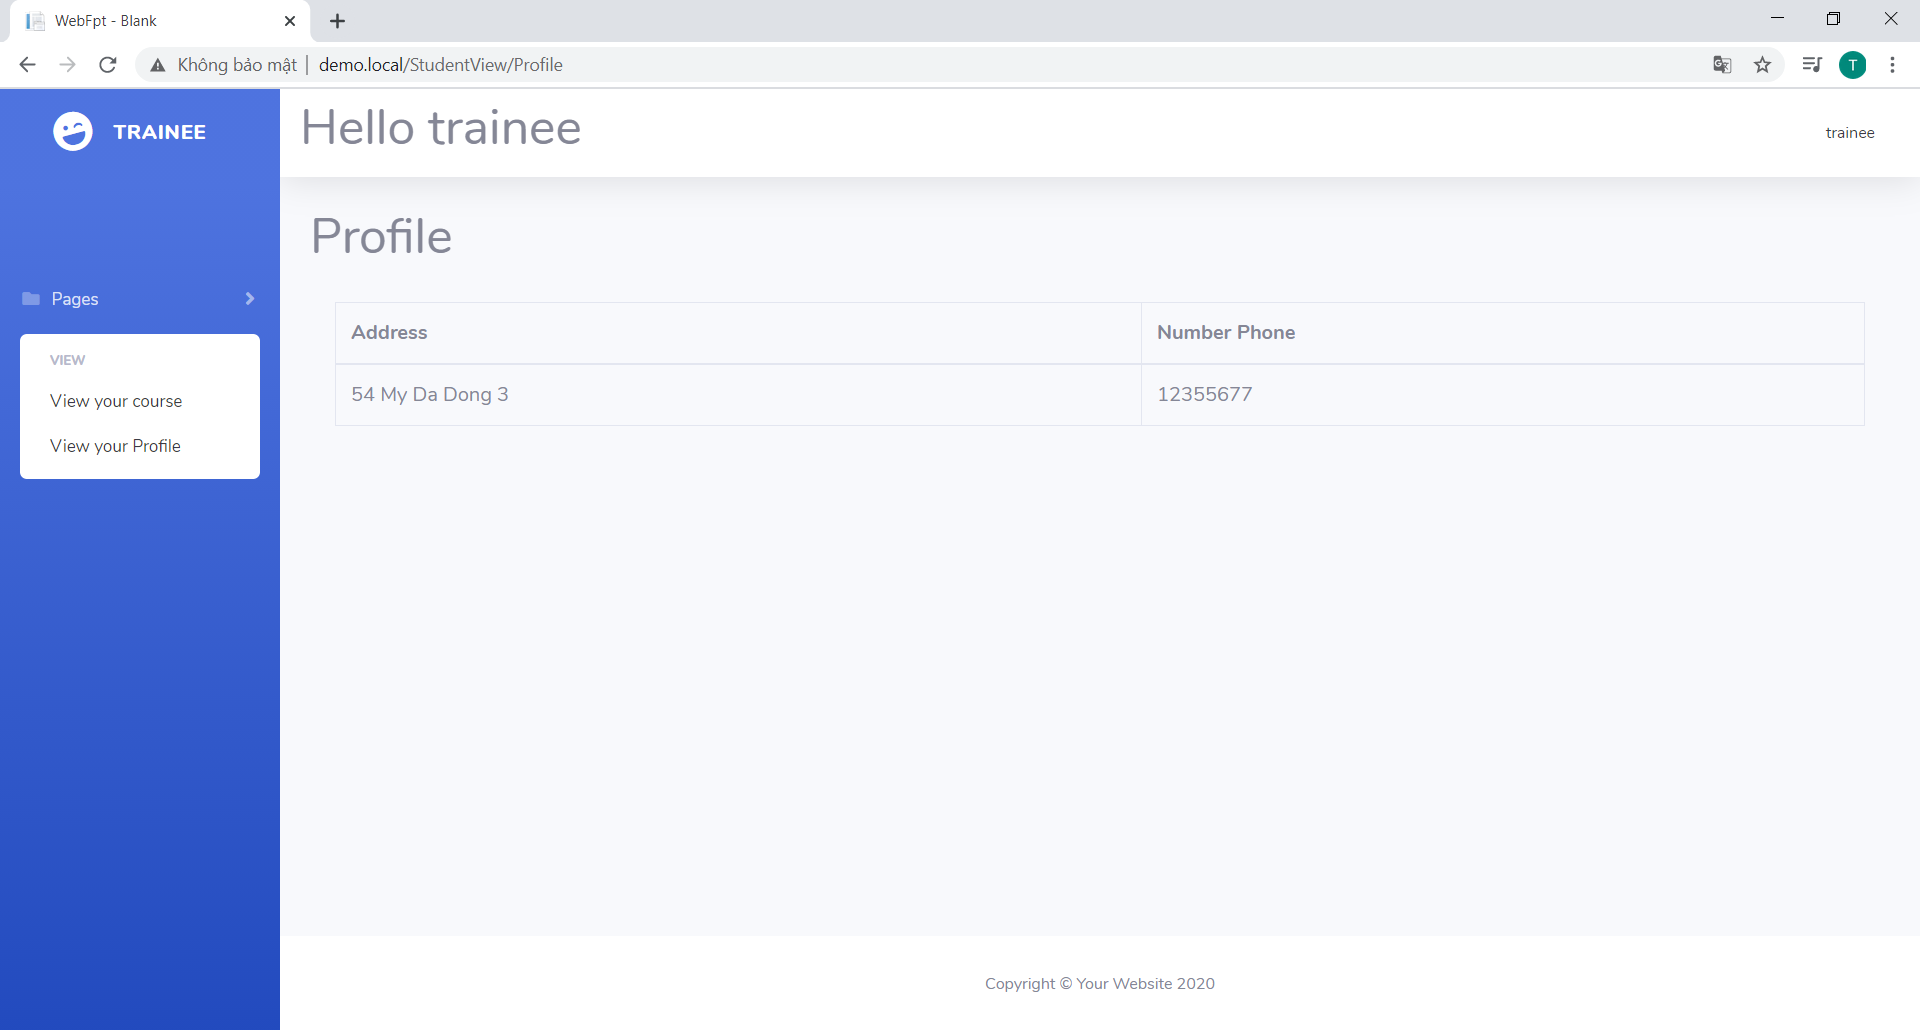 WebFpt - Blank
Không bảo mật | demo.local/StudentView/Profile
T
TRAINEE
Hello trainee
trainee
Pages
VIEW
View your course
View your Profile
Profile
Address Number Phone
54 My Da Dong 3 12355677
Copyright © Your Website 2020